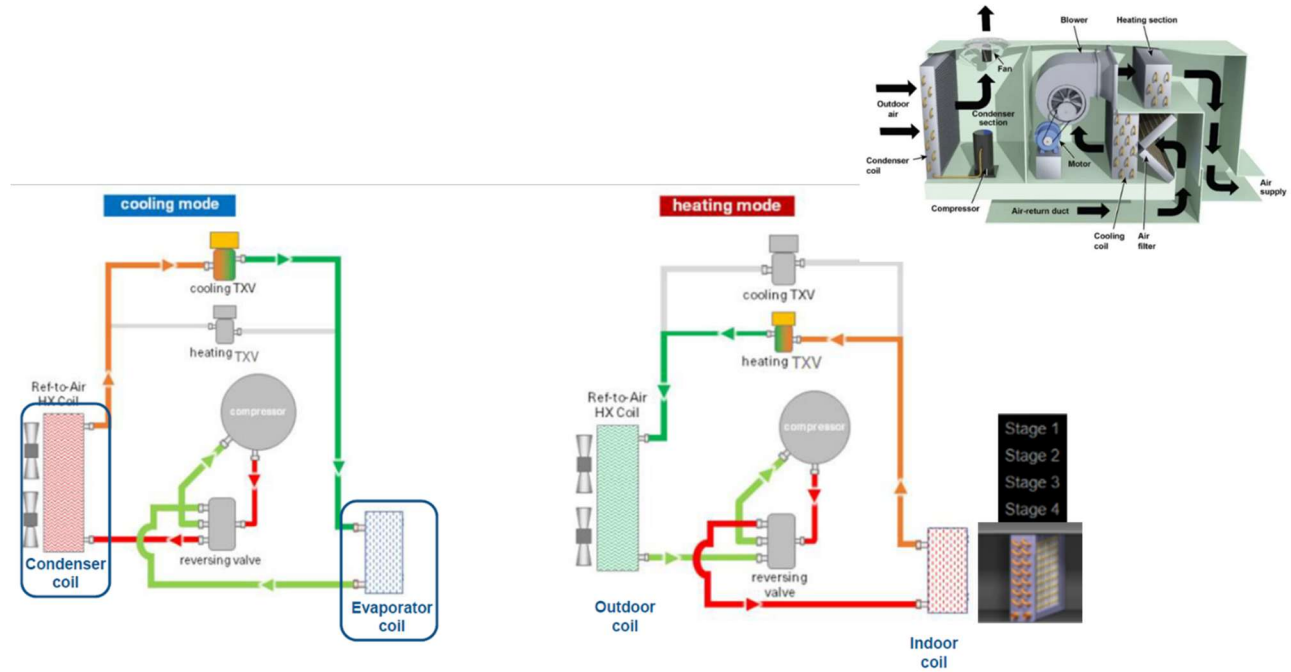 Blower
Heating section
Fan
Outdoor
air
Condenser
section
Condenser
coil
Motor
Compressor
Air-return duct
Cooling
coil
Air
filter
Air
supply
cooling mode
cooling TXV
heating TXV
Ref-to-Air
HX Coil
compressor
reversing valve
Condenser
coil
Evaporator
coil
heating mode
cooling TXV
heating TXV
Ref-to-Air
HX Coil
compressor
reversing
valve
Outdoor
coil
Indoor
coil
Stage 1
Stage 2
Stage 3
Stage 4